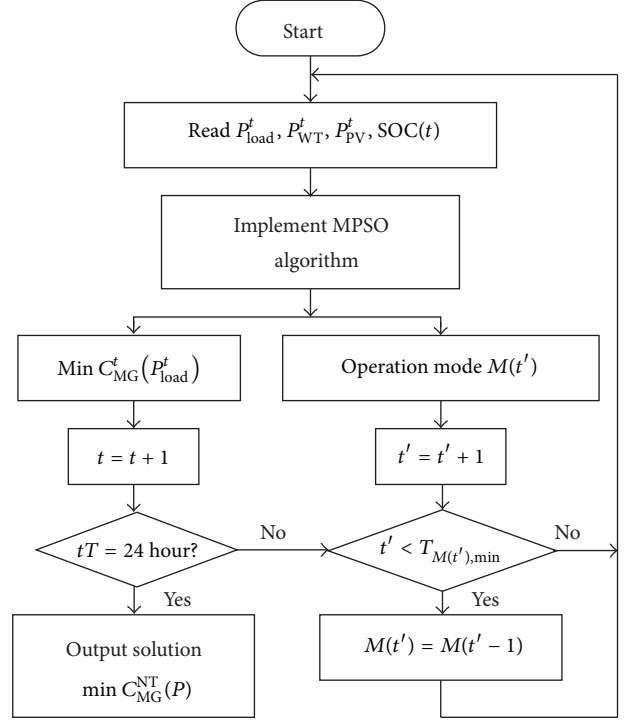 Start
Read P^t_load, P^t_WT, P^t_PV, SOC(t)
Implement MPSO
algorithm
Min C^t_MG(P^t_load)
Operation mode M(t′)
t = t + 1
t′ = t′ + 1
tT = 24 hour?
No
t′ < T_M(t′),min
No
Yes
Yes
Output solution
min C^NT_MG(P)
M(t′) = M(t′ − 1)